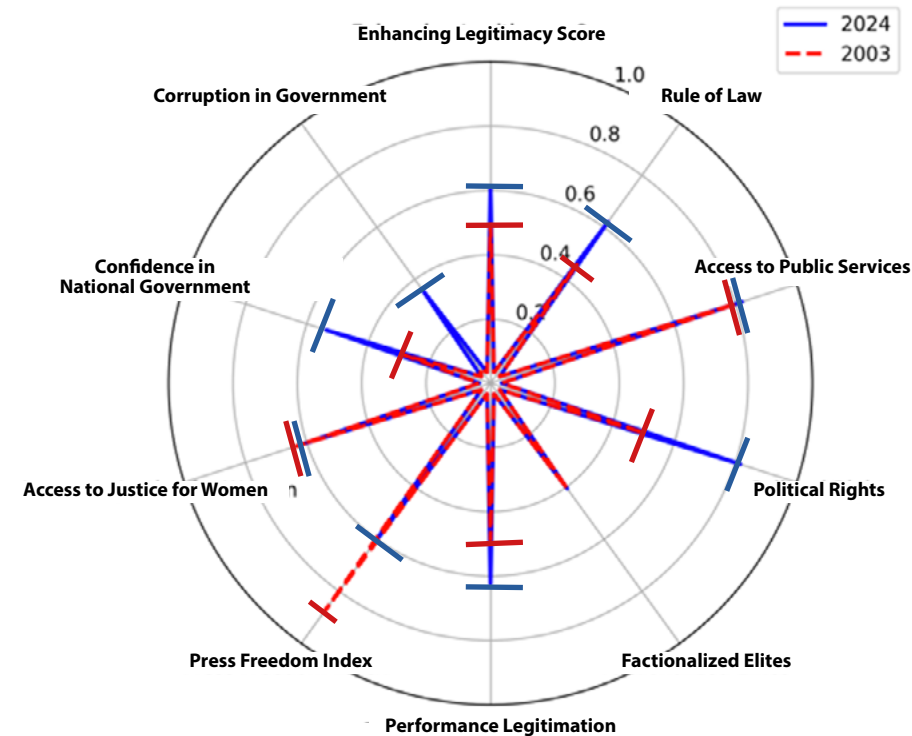 2024
2003
Enhancing Legitimacy Score
1.0
Corruption in Government
Rule of Law
0.8
0.6
0.4
Confidence in
National Government
Access to Public Services
0.2
Access to Justice for Women
n
Political Rights
Press Freedom Index
Factionalized Elites
Performance Legitimation